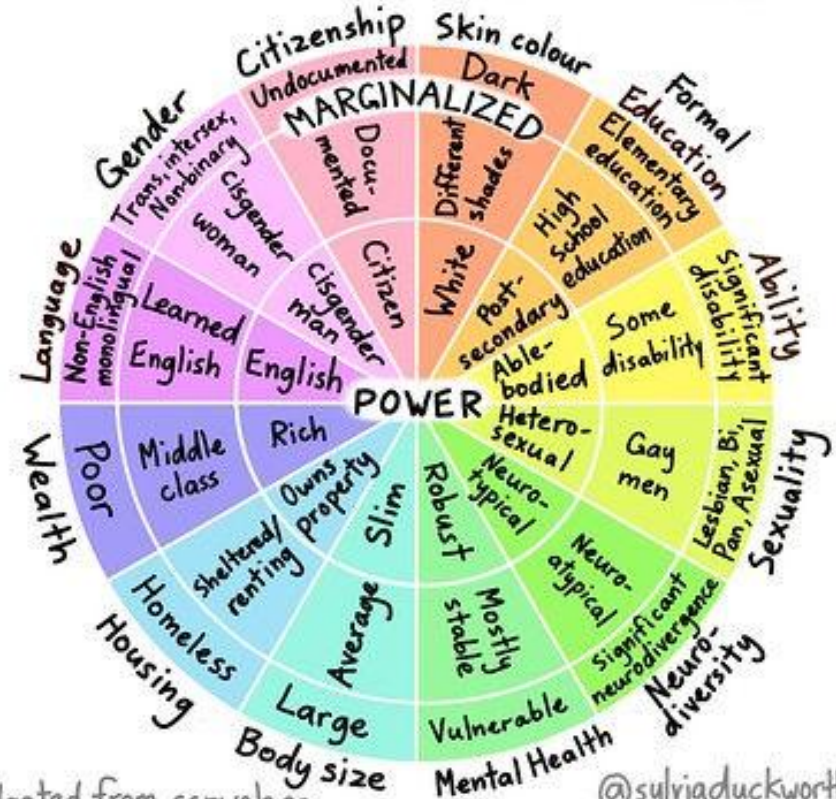 Citizenship
Undocumented
Docu-
mented
Citizen
Skin colour
Dark
Different
shades
White
Formal
Education
Elementary
education
High
School
education
Post-
secondary
Ability
Significant
disability
Some
disability
Able-
bodied
Sexuality
Lesbian, Bi,
Pan, Asexual
Gay
men
Hetero-
sexual
Neuro-
diversity
Significant
neurodivergence
Neuro-
atypical
Neuro-
typical
Mental Health
Vulnerable
Mostly
stable
Robust
Body size
Large
Average
Slim
Housing
Homeless
Sheltered/
renting
Owns
property
Wealth
Poor
Middle
class
Rich
Language
Non-English
monolingual
Learned
English
English
Gender
Trans, intersex,
Non-binary
cisgender
woman
cisgender
man
MARGINALIZED
POWER
from
@sylviaduckworth